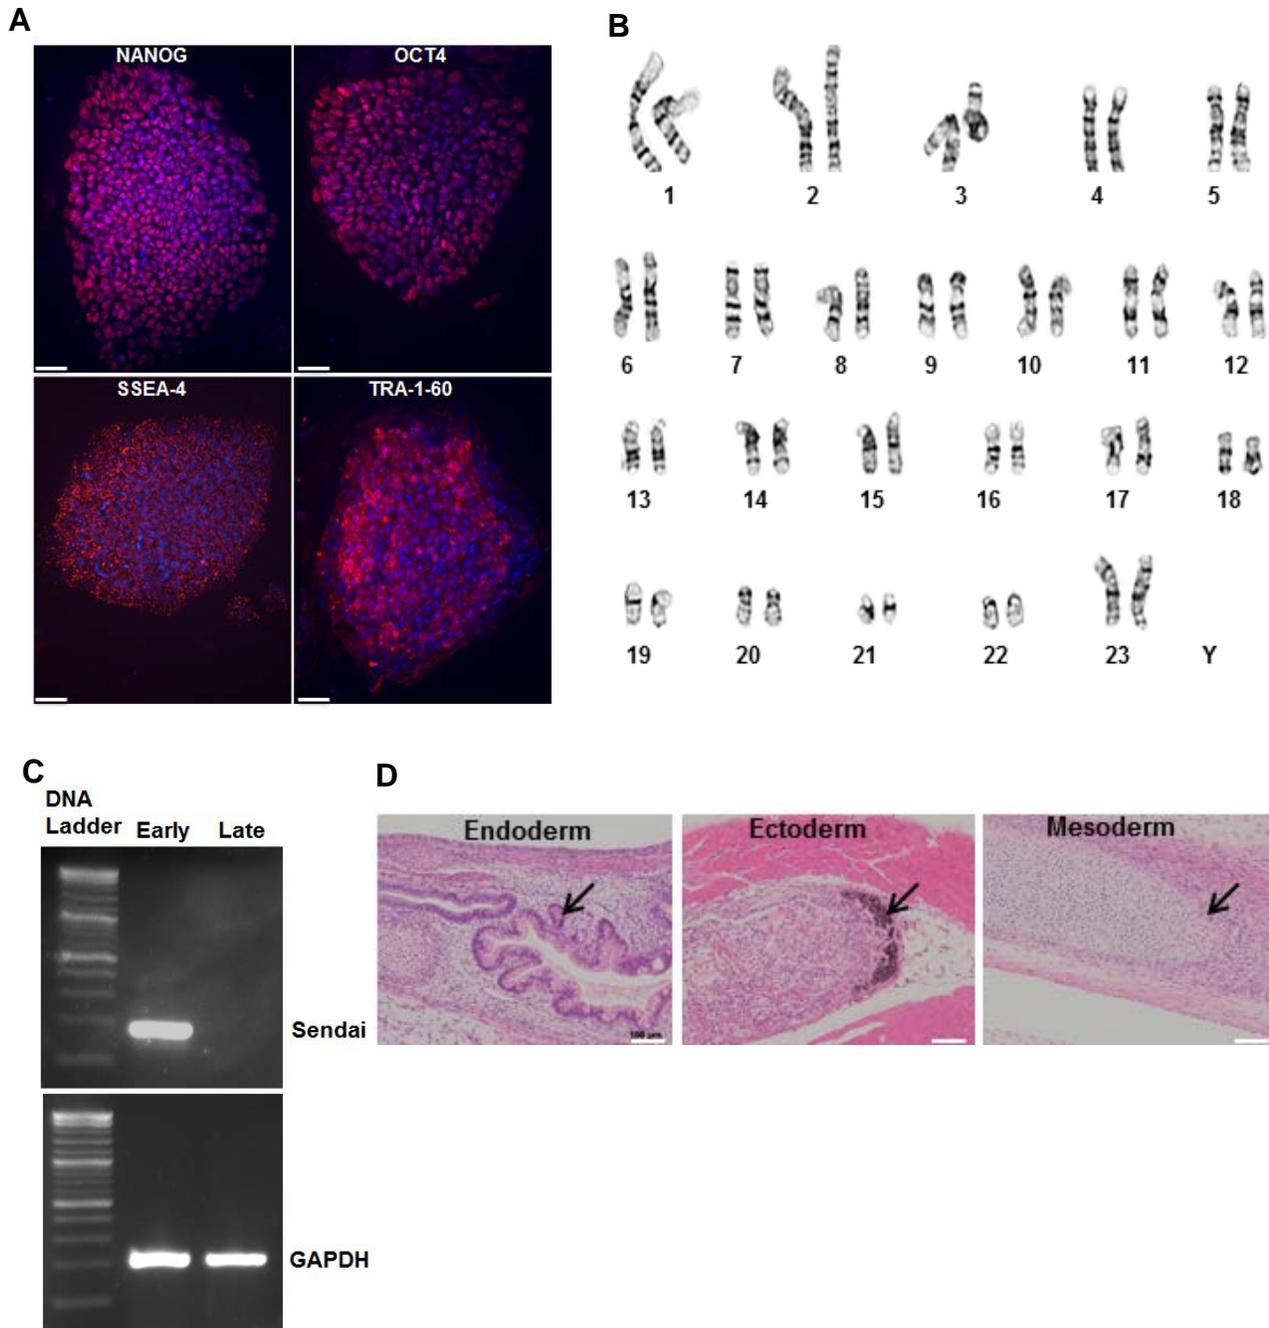 A
B
NANOG
OCT4
SSEA-4
TRA-1-60
1
2
3
4
5
6
7
8
9
10
11
12
13
14
15
16
17
18
19
20
21
22
23
Y
C
DNA
Ladder
Early
Late
Sendai
GAPDH
D
Endoderm
Ectoderm
Mesoderm
100 µm